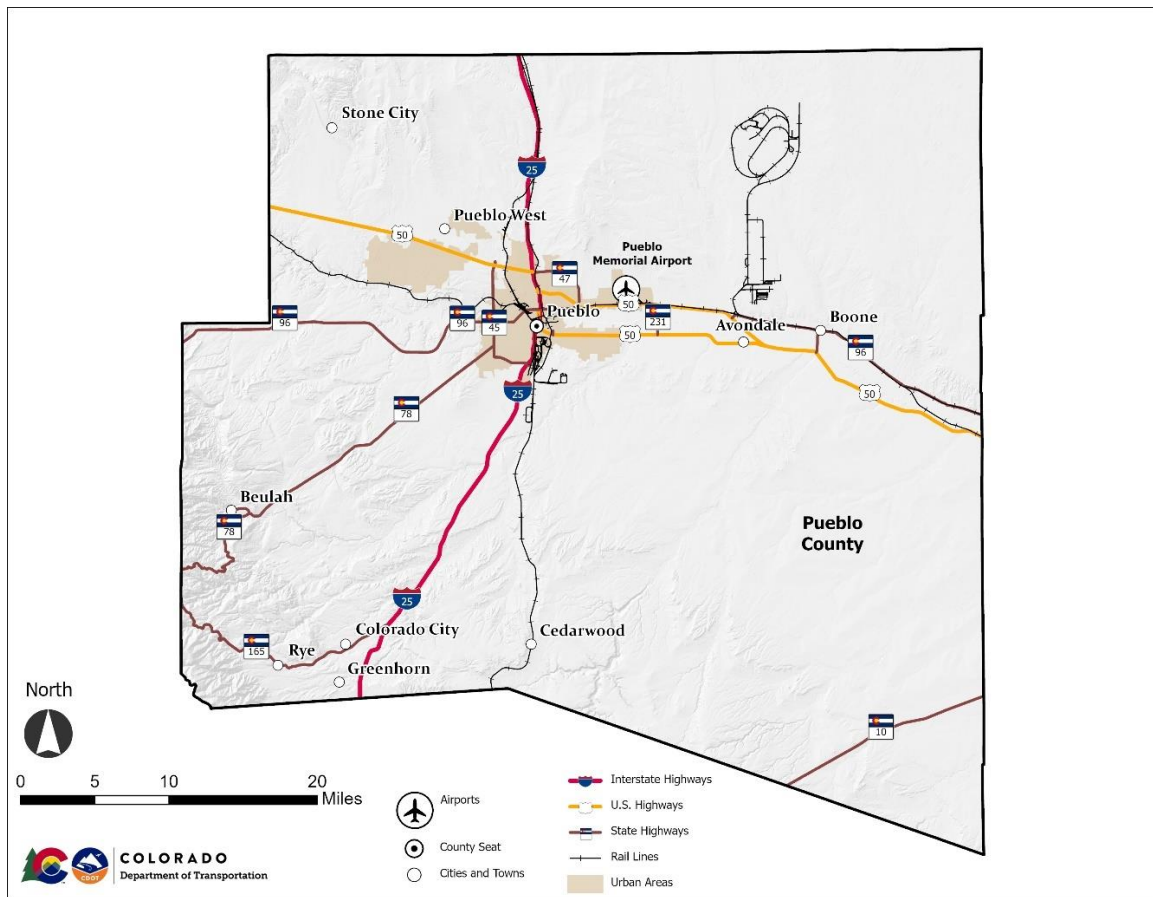 Stone City
25
Pueblo West
50
Pueblo
Memorial Airport
47
50
Pueblo
96
96
45
231
50
Avondale
Boone
96
25
50
78
Beulah
78
Pueblo
County
25
Colorado City
Cedarwood
165
Rye
Greenhorn
10
North
0 5 10 20
Miles
Airports
County Seat
Cities and Towns
Interstate Highways
U.S. Highways
State Highways
Rail Lines
Urban Areas
CDOT
COLORADO
Department of Transportation